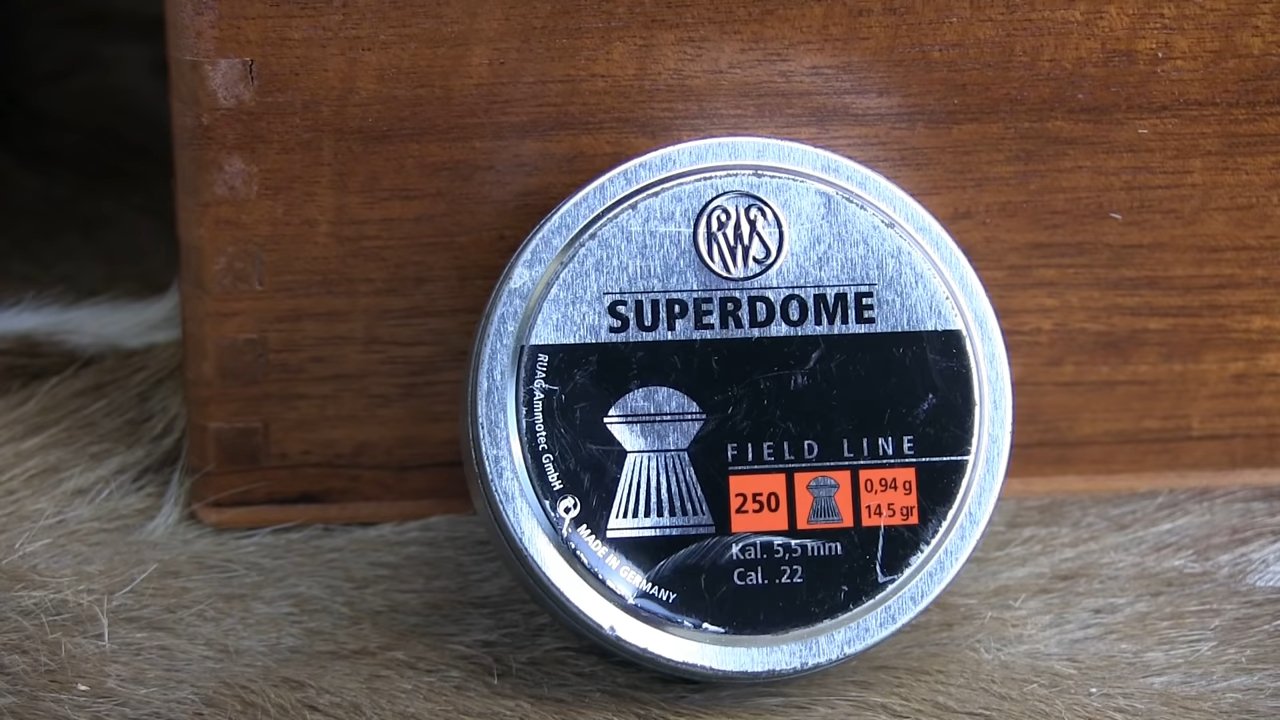 RWS
SUPERDOME
RUAG Ammotec GmbH
MADE IN GERMANY
FIELD LINE
250
0,94 g
14,5 gr
Kal. 5,5 mm
Cal. .22